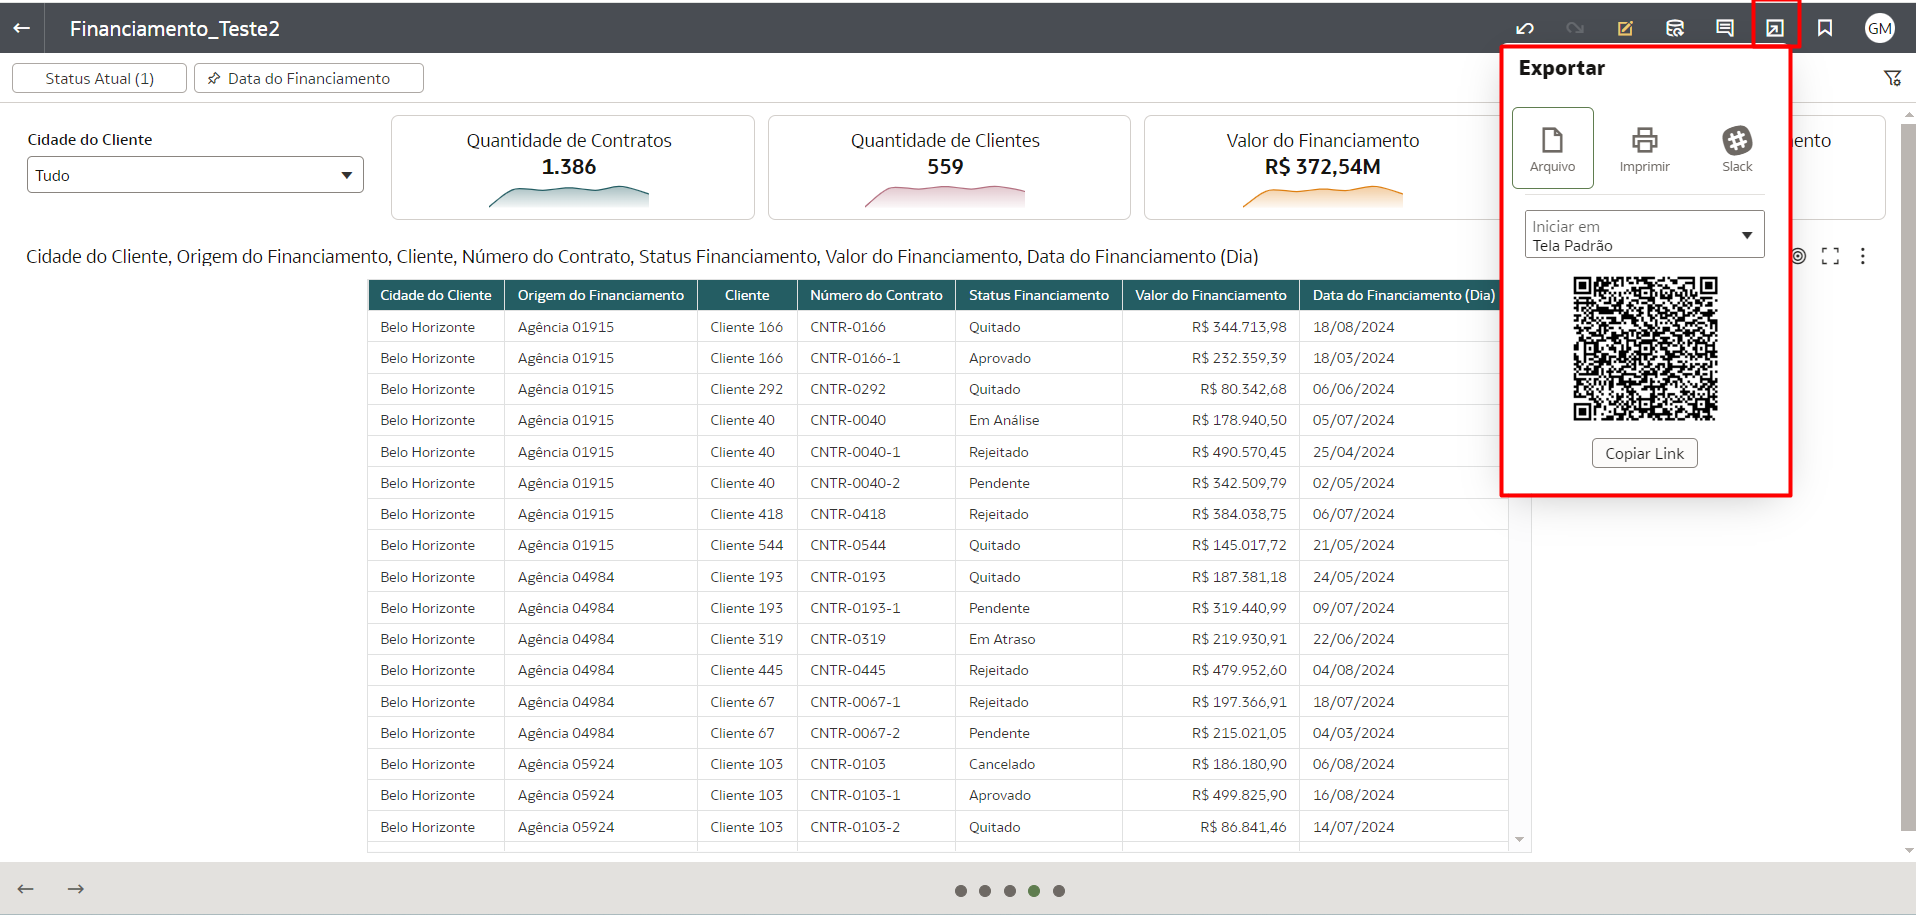 Financiamento_Teste2
GM
Status Atual (1)
Data do Financiamento
Exportar
Arquivo
Imprimir
Slack
Iniciar em
Tela Padrão
Copiar Link
Cidade do Cliente
Tudo
Quantidade de Contratos
1.386
Quantidade de Clientes
559
Valor do Financiamento
R$ 372,54M
ento
Cidade do Cliente, Origem do Financiamento, Cliente, Número do Contrato, Status Financiamento, Valor do Financiamento, Data do Financiamento (Dia)
Cidade do Cliente Origem do Financiamento Cliente Número do Contrato Status Financiamento Valor do Financiamento Data do Financiamento (Dia)
Belo Horizonte Agência 01915 Cliente 166 CNTR-0166 Quitado R$ 344.713,98 18/08/2024
Belo Horizonte Agência 01915 Cliente 166 CNTR-0166-1 Aprovado R$ 232.359,39 18/03/2024
Belo Horizonte Agência 01915 Cliente 292 CNTR-0292 Quitado R$ 80.342,68 06/06/2024
Belo Horizonte Agência 01915 Cliente 40 CNTR-0040 Em Análise R$ 178.940,50 05/07/2024
Belo Horizonte Agência 01915 Cliente 40 CNTR-0040-1 Rejeitado R$ 490.570,45 25/04/2024
Belo Horizonte Agência 01915 Cliente 40 CNTR-0040-2 Pendente R$ 342.509,79 02/05/2024
Belo Horizonte Agência 01915 Cliente 418 CNTR-0418 Rejeitado R$ 384.038,75 06/07/2024
Belo Horizonte Agência 01915 Cliente 544 CNTR-0544 Quitado R$ 145.017,72 21/05/2024
Belo Horizonte Agência 04984 Cliente 193 CNTR-0193 Quitado R$ 187.381,18 24/05/2024
Belo Horizonte Agência 04984 Cliente 193 CNTR-0193-1 Pendente R$ 319.440,99 09/07/2024
Belo Horizonte Agência 04984 Cliente 319 CNTR-0319 Em Atraso R$ 219.930,91 22/06/2024
Belo Horizonte Agência 04984 Cliente 445 CNTR-0445 Rejeitado R$ 479.952,60 04/08/2024
Belo Horizonte Agência 04984 Cliente 67 CNTR-0067-1 Rejeitado R$ 197.366,91 18/07/2024
Belo Horizonte Agência 04984 Cliente 67 CNTR-0067-2 Pendente R$ 215.021,05 04/03/2024
Belo Horizonte Agência 05924 Cliente 103 CNTR-0103 Cancelado R$ 186.180,90 06/08/2024
Belo Horizonte Agência 05924 Cliente 103 CNTR-0103-1 Aprovado R$ 499.825,90 16/08/2024
Belo Horizonte Agência 05924 Cliente 103 CNTR-0103-2 Quitado R$ 86.841,46 14/07/2024